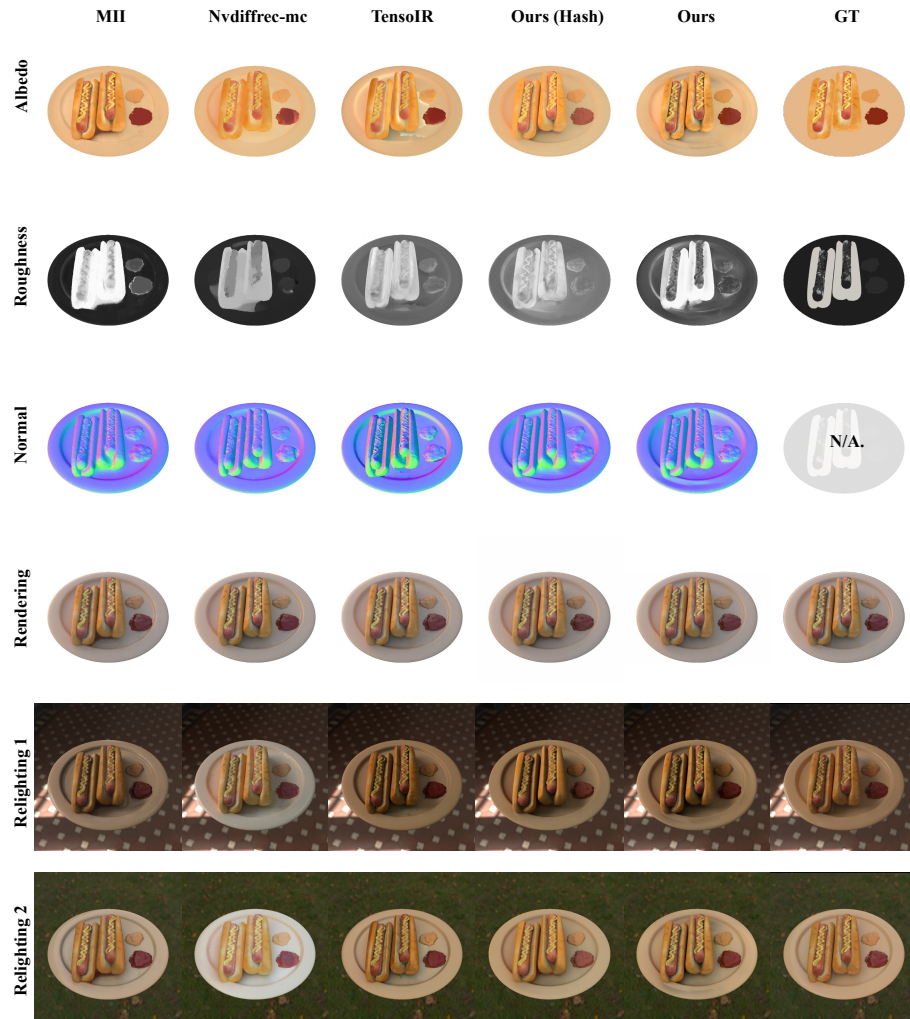 MII Nvdiffrec-mc TensoIR Ours (Hash) Ours GT
Albedo
Roughness
Normal
N/A.
Rendering
Relighting 1
Relighting 2